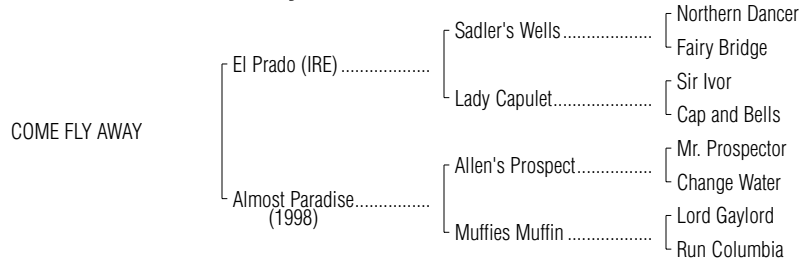 Northern Dancer
Sadler's Wells
Fairy Bridge
El Prado (IRE)
Sir Ivor
Lady Capulet
Cap and Bells
COME FLY AWAY
Mr. Prospector
Allen's Prospect
Change Water
Almost Paradise
(1998)
Lord Gaylord
Muffies Muffin
Run Columbia